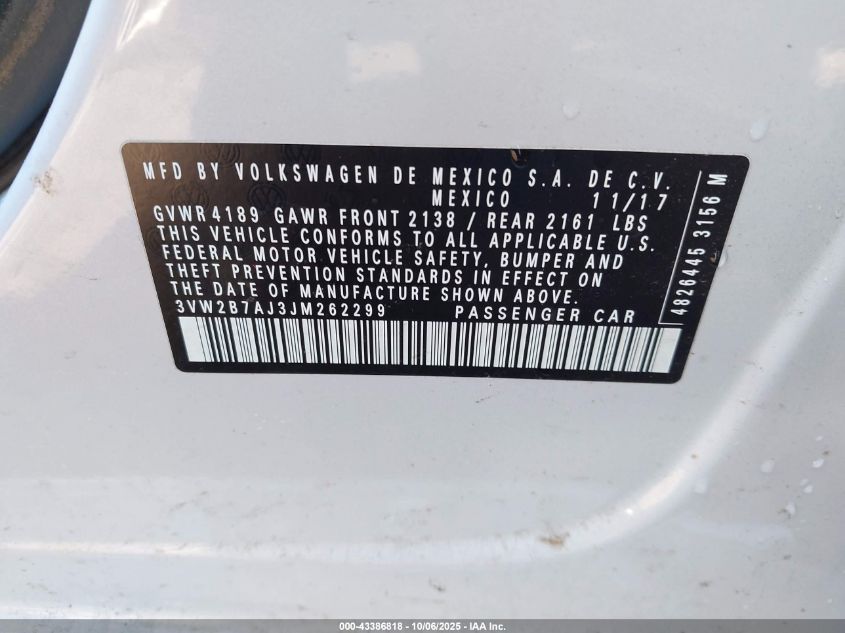 MFD BY VOLKSWAGEN DE MEXICO S.A. DE C.V.
MEXICO 11/17
GVWR 4189 GAWR FRONT 2138 / REAR 2161 LBS
THIS VEHICLE CONFORMS TO ALL APPLICABLE U.S.
FEDERAL MOTOR VEHICLE SAFETY, BUMPER AND
THEFT PREVENTION STANDARDS IN EFFECT ON
THE DATE OF MANUFACTURE SHOWN ABOVE.
3VW2B7AJ3JM262299 PASSENGER CAR
4826445 3156 M
000-43386818 - 10/06/2025 - IAA Inc.